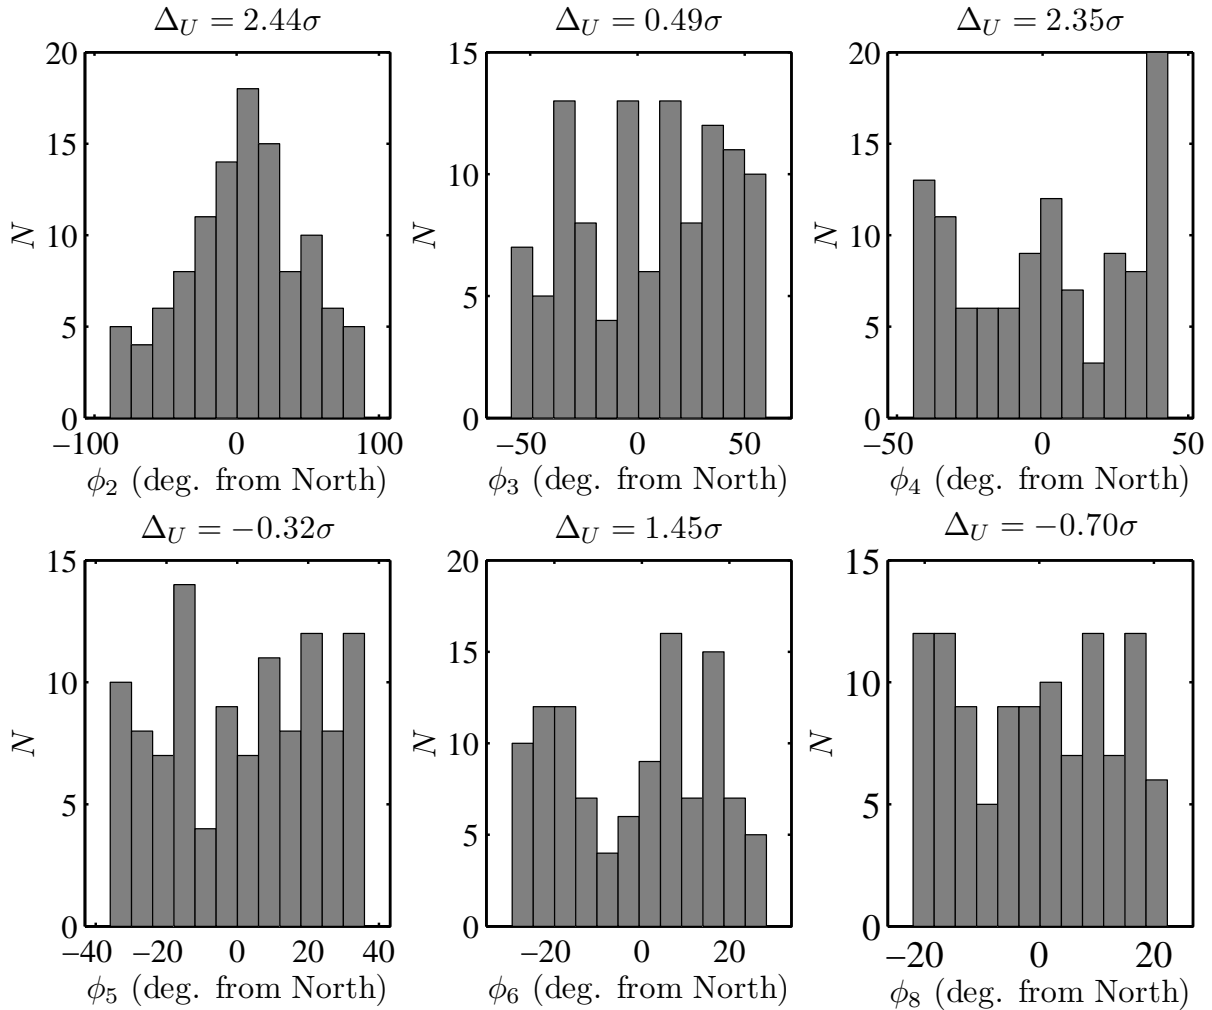 Δ_U = 2.44σ
20
15
10
5
0
N
−100 0 100
ϕ_2 (deg. from North)
Δ_U = 0.49σ
15
10
5
0
N
−50 0 50
ϕ_3 (deg. from North)
Δ_U = 2.35σ
20
15
10
5
0
N
−50 0 50
ϕ_4 (deg. from North)
Δ_U = −0.32σ
15
10
5
0
N
−40 −20 0 20 40
ϕ_5 (deg. from North)
Δ_U = 1.45σ
20
15
10
5
0
N
−20 0 20
ϕ_6 (deg. from North)
Δ_U = −0.70σ
15
10
5
0
N
−20 0 20
ϕ_8 (deg. from North)